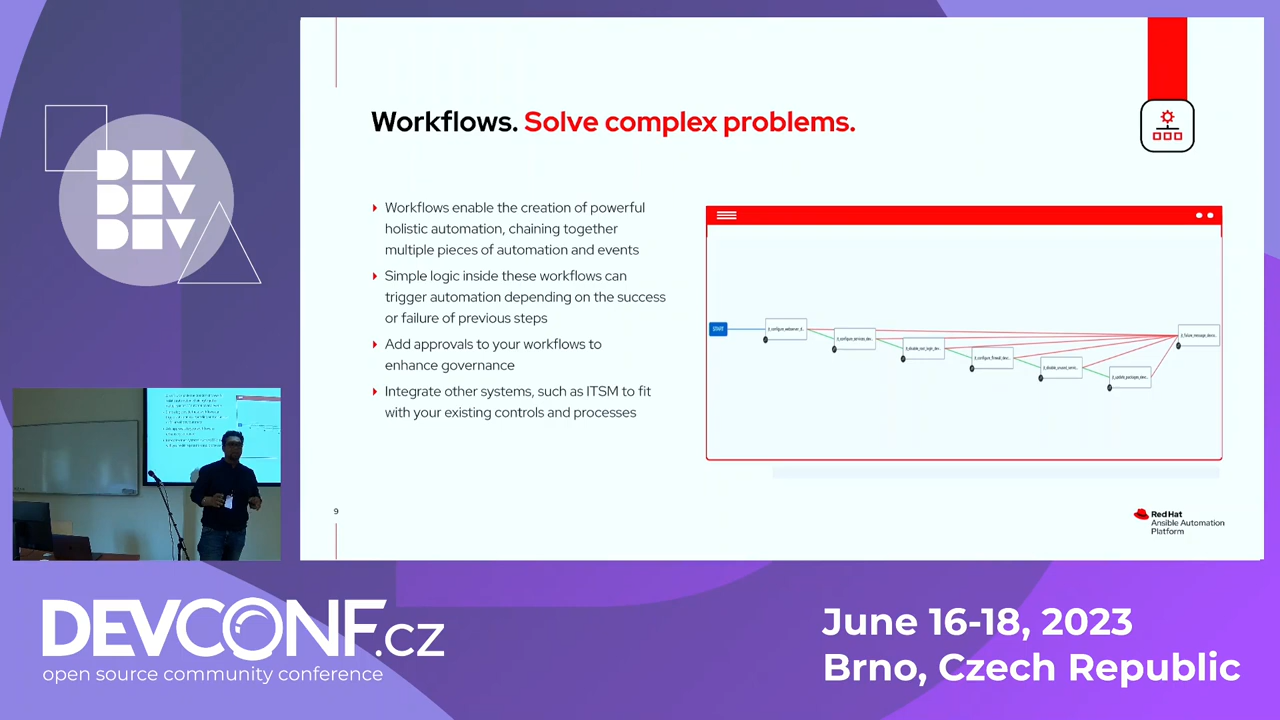 DEV
DEV
DEV
Workflows. Solve complex problems.
Workflows enable the creation of powerful
holistic automation, chaining together
multiple pieces of automation and events
Simple logic inside these workflows can
trigger automation depending on the success
or failure of previous steps
Add approvals to your workflows to
enhance governance
Integrate other systems, such as ITSM to fit
with your existing controls and processes
START
9
Red Hat
Ansible Automation
Platform
DEVCONF.cz
open source community conference
June 16-18, 2023
Brno, Czech Republic